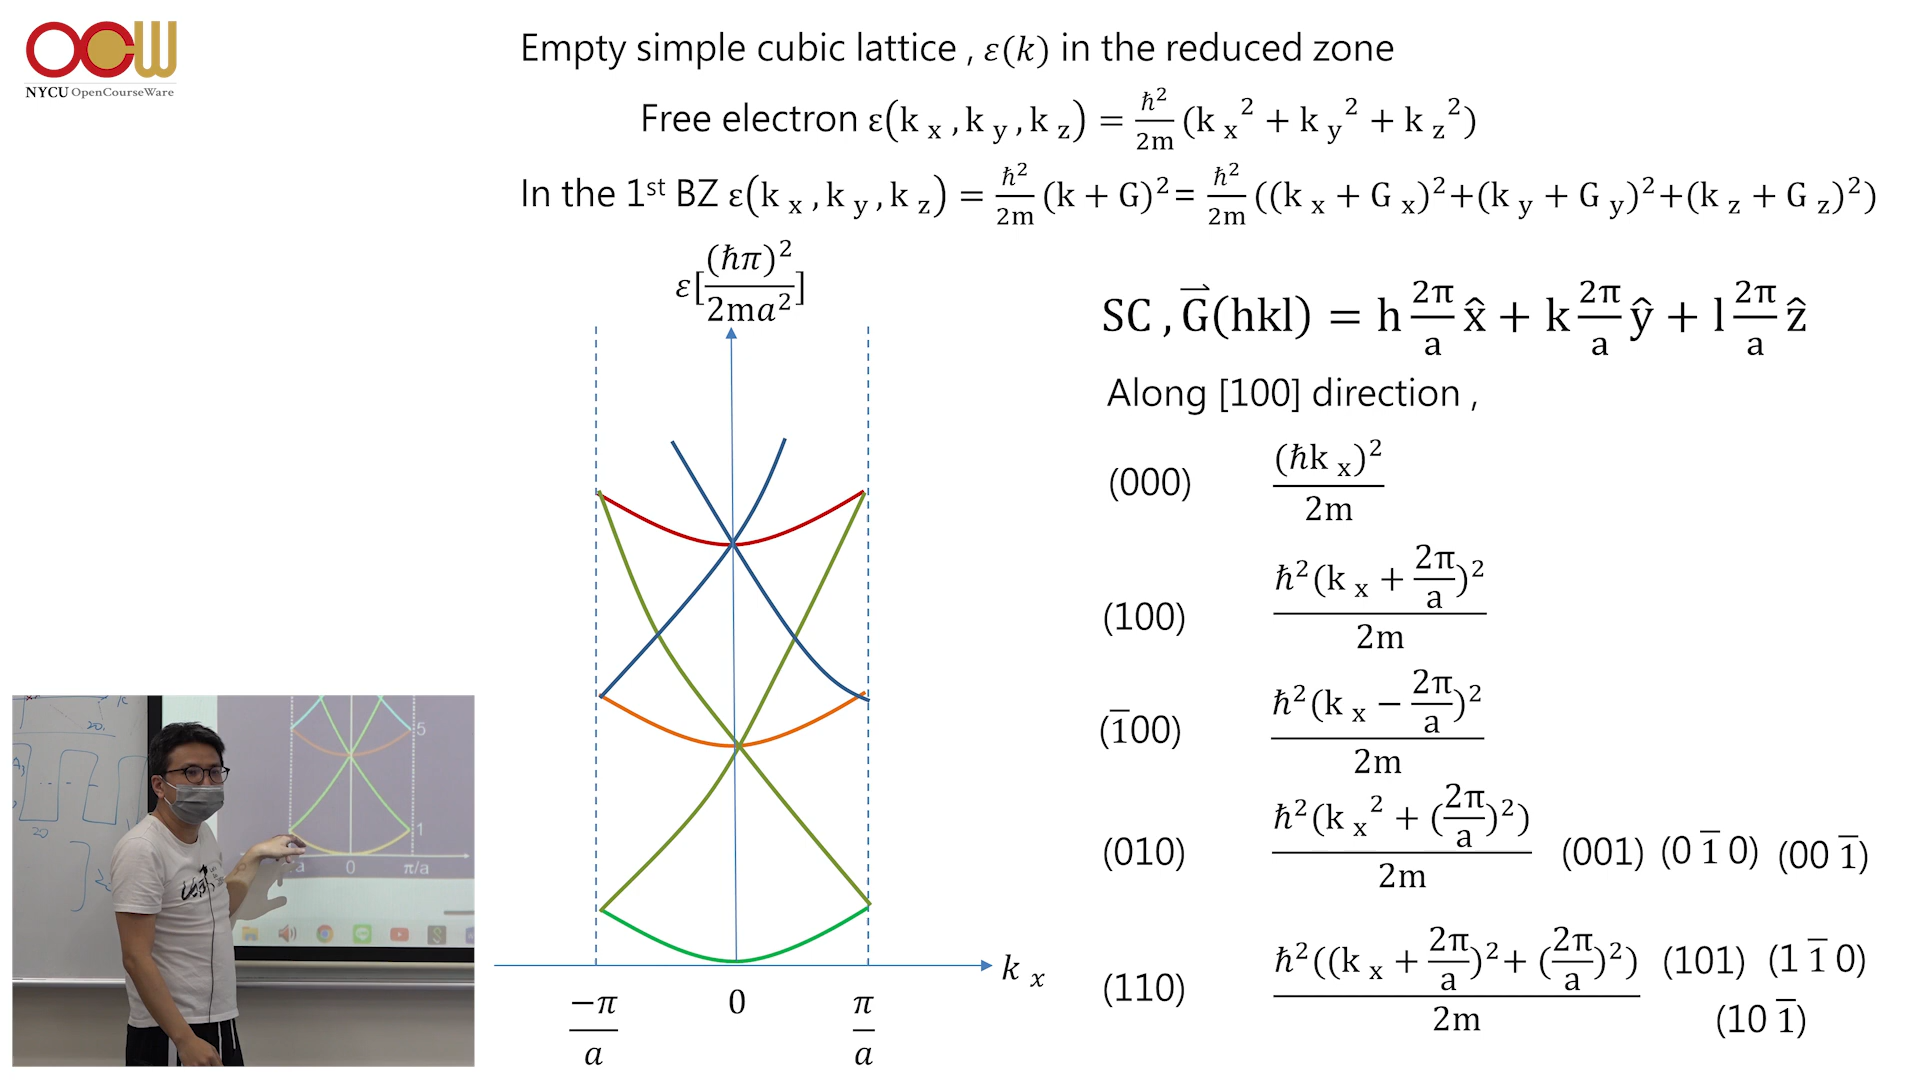 OCW
NYCU OpenCourseWare
Empty simple cubic lattice , ε(k) in the reduced zone
Free electron ε(k x , k y , k z) = ℏ²/2m (k x² + k y² + k z²)
In the 1st BZ ε(k x , k y , k z) = ℏ²/2m (k + G)² = ℏ²/2m ((k x + G x)²+(k y + G y)²+(k z + G z)²)
ε[(ℏπ)²/2ma²]
SC , G⃗(hkl) = h 2π/a x̂ + k 2π/a ŷ + l 2π/a ẑ
Along [100] direction ,
(000) (ℏk x)²/2m
(100) ℏ²(k x + 2π/a)²/2m
(1̅00) ℏ²(k x − 2π/a)²/2m
(010) ℏ²(k x² + (2π/a)²)/2m (001) (0 1̅ 0) (00 1̅)
(110) ℏ²((k x + 2π/a)²+ (2π/a)²)/2m (101) (1 1̅ 0)
(10 1̅)
k x
−π/a 0 π/a
5
1
a 0 π/a
20